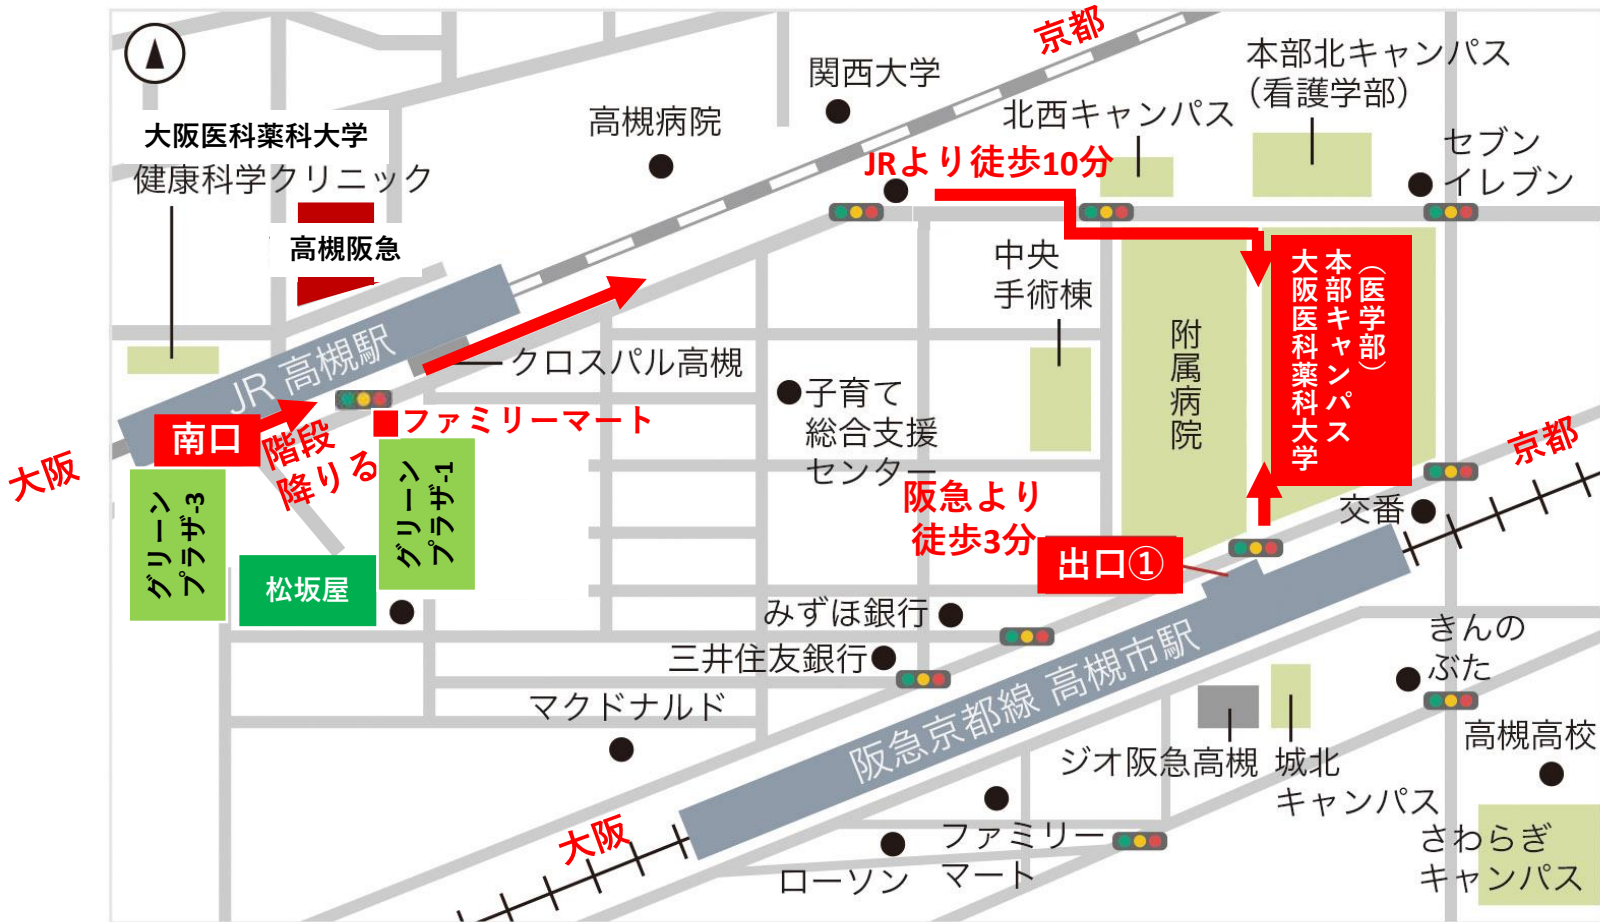 京都
関西大学
本部北キャンパス
（看護学部）
高槻病院
北西キャンパス
大阪医科薬科大学
健康科学クリニック
JRより徒歩10分
セブン
イレブン
高槻阪急
中央
手術棟
（医学部）
本部キャンパス
大阪医科薬科大学
附属病院
JR 高槻駅
クロスパル高槻
子育て
総合支援
センター
南口
階段
降りる
ファミリーマート
大阪
京都
グリーン
プラザ-3
グリーン
プラザ-1
松坂屋
阪急より
徒歩3分
出口①
交番
みずほ銀行
三井住友銀行
マクドナルド
阪急京都線 高槻市駅
きんの
ぶた
ジオ阪急高槻
城北
キャンパス
高槻高校
大阪
ファミリー
マート
ローソン
さわらぎ
キャンパス